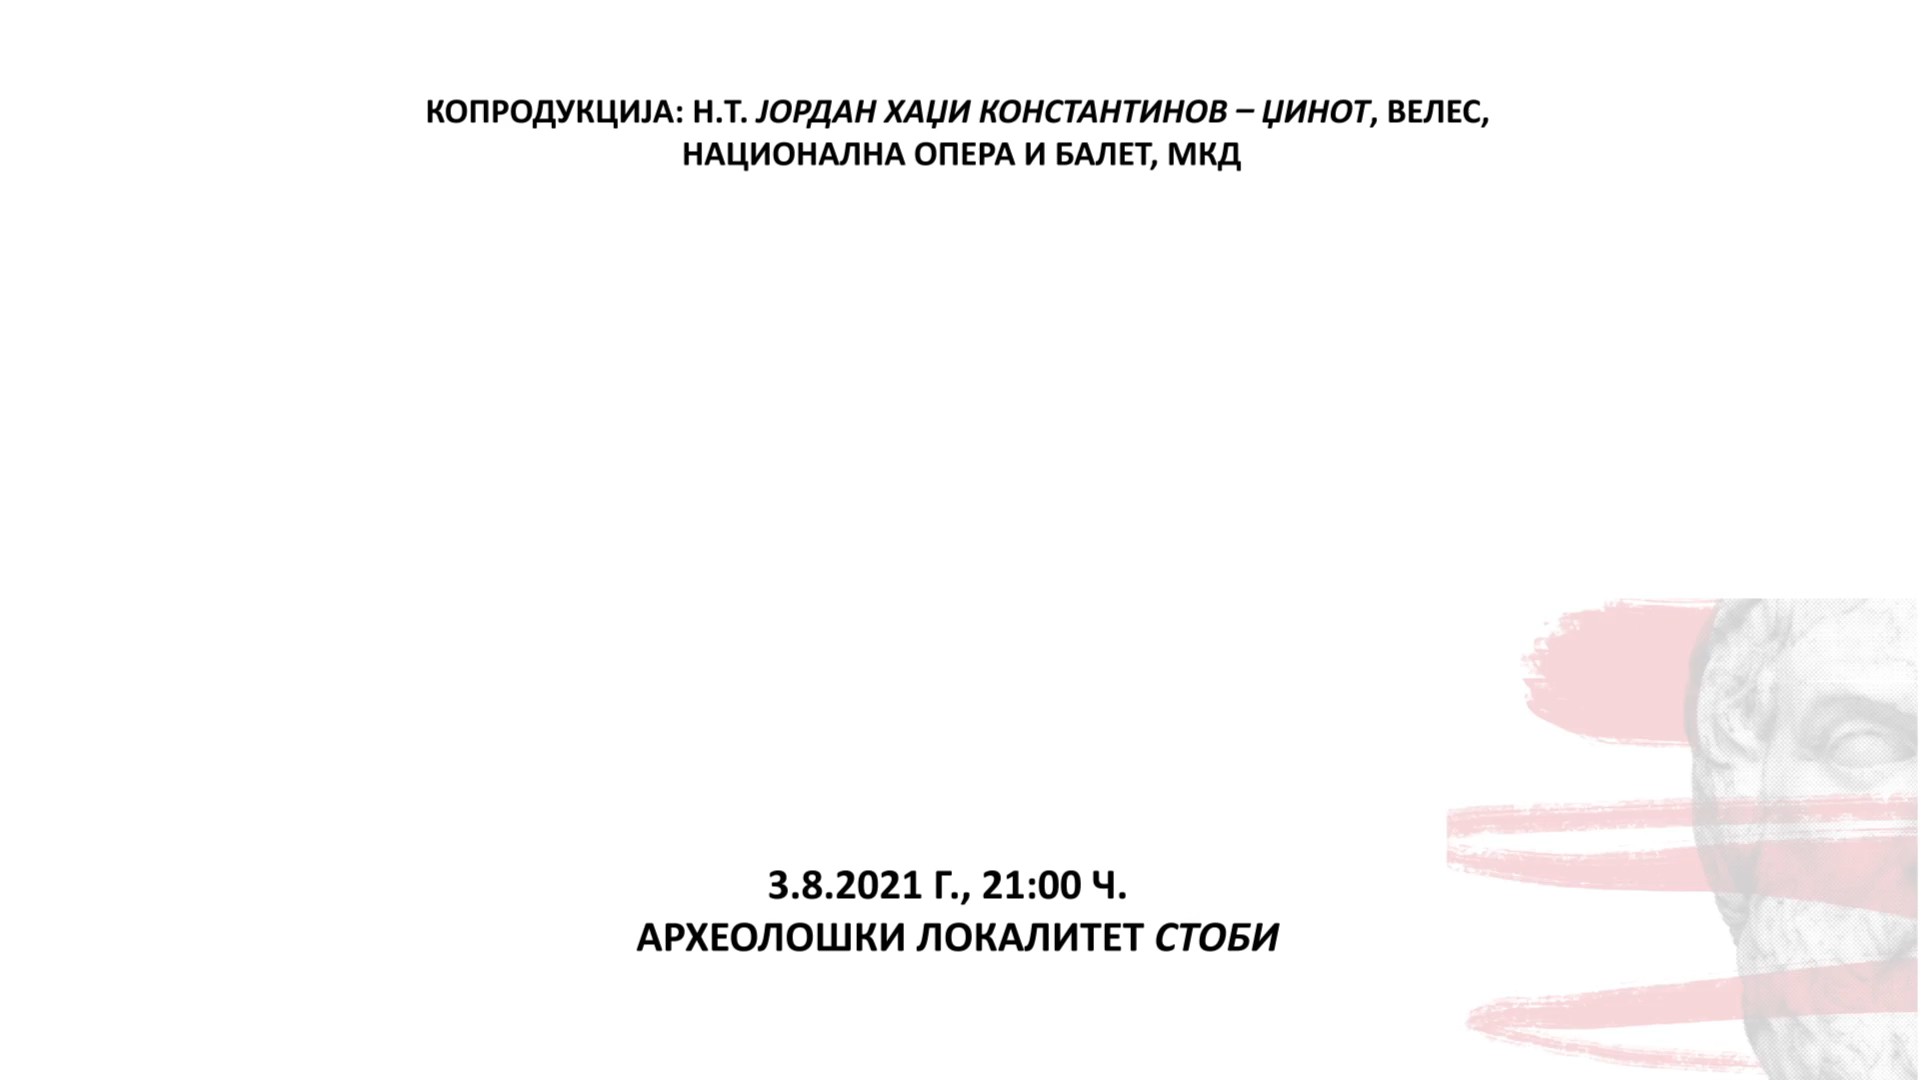 КОПРОДУКЦИЈА: Н.Т. ЈОРДАН ХАЏИ КОНСТАНТИНОВ – ЏИНОТ, ВЕЛЕС,
НАЦИОНАЛНА ОПЕРА И БАЛЕТ, МКД
3.8.2021 Г., 21:00 Ч.
АРХЕОЛОШКИ ЛОКАЛИТЕТ СТОБИ